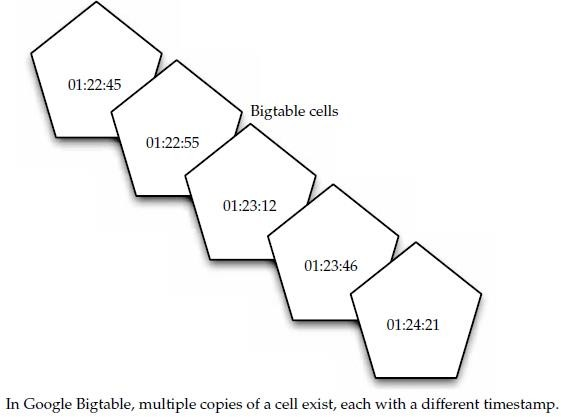 01:22:45
01:22:55
Bigtable cells
01:23:12
01:23:46
01:24:21
In Google Bigtable, multiple copies of a cell exist, each with a different timestamp.